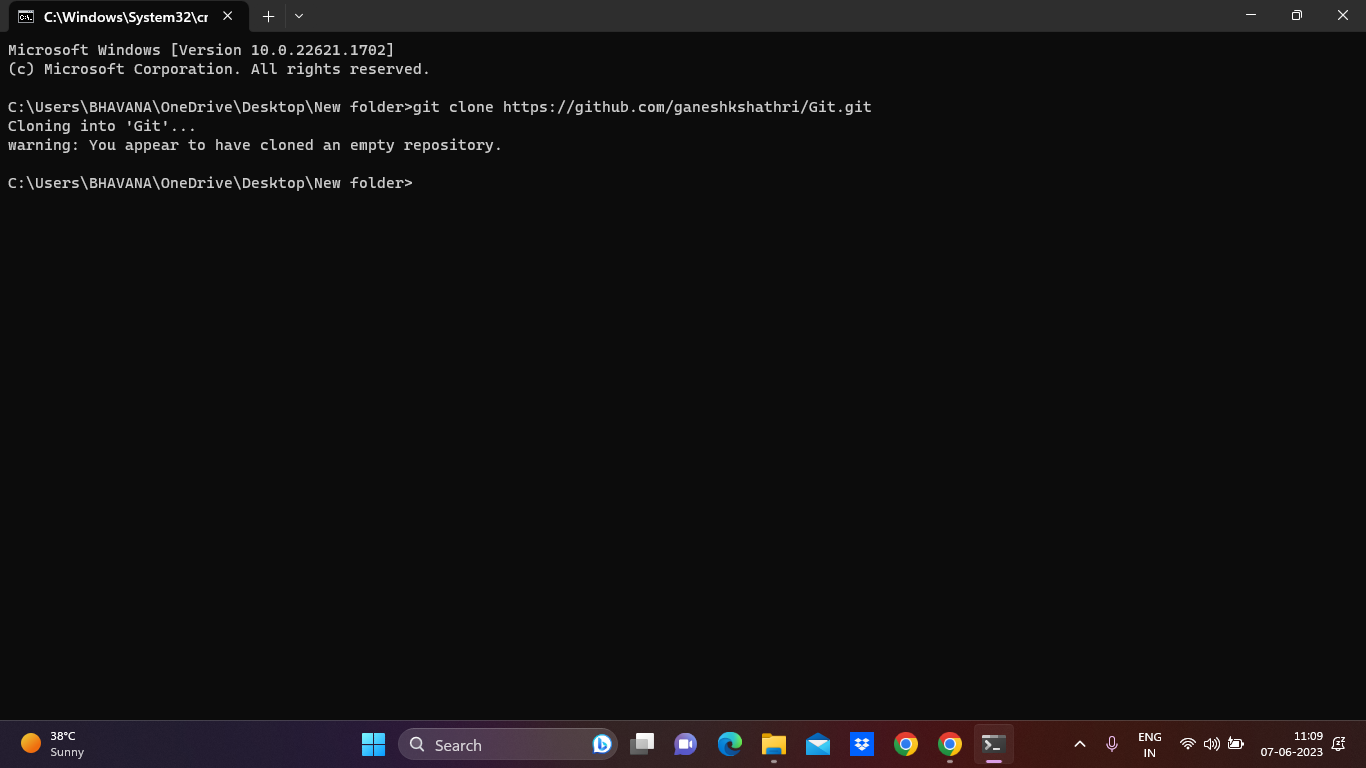 C:\Windows\System32\cr
Microsoft Windows [Version 10.0.22621.1702]
(c) Microsoft Corporation. All rights reserved.
C:\Users\BHAVANA\OneDrive\Desktop\New folder>git clone https://github.com/ganeshkshathri/Git.git
Cloning into 'Git'...
warning: You appear to have cloned an empty repository.
C:\Users\BHAVANA\OneDrive\Desktop\New folder>
38°C
Sunny
Search
ENG
IN
11:09
07-06-2023